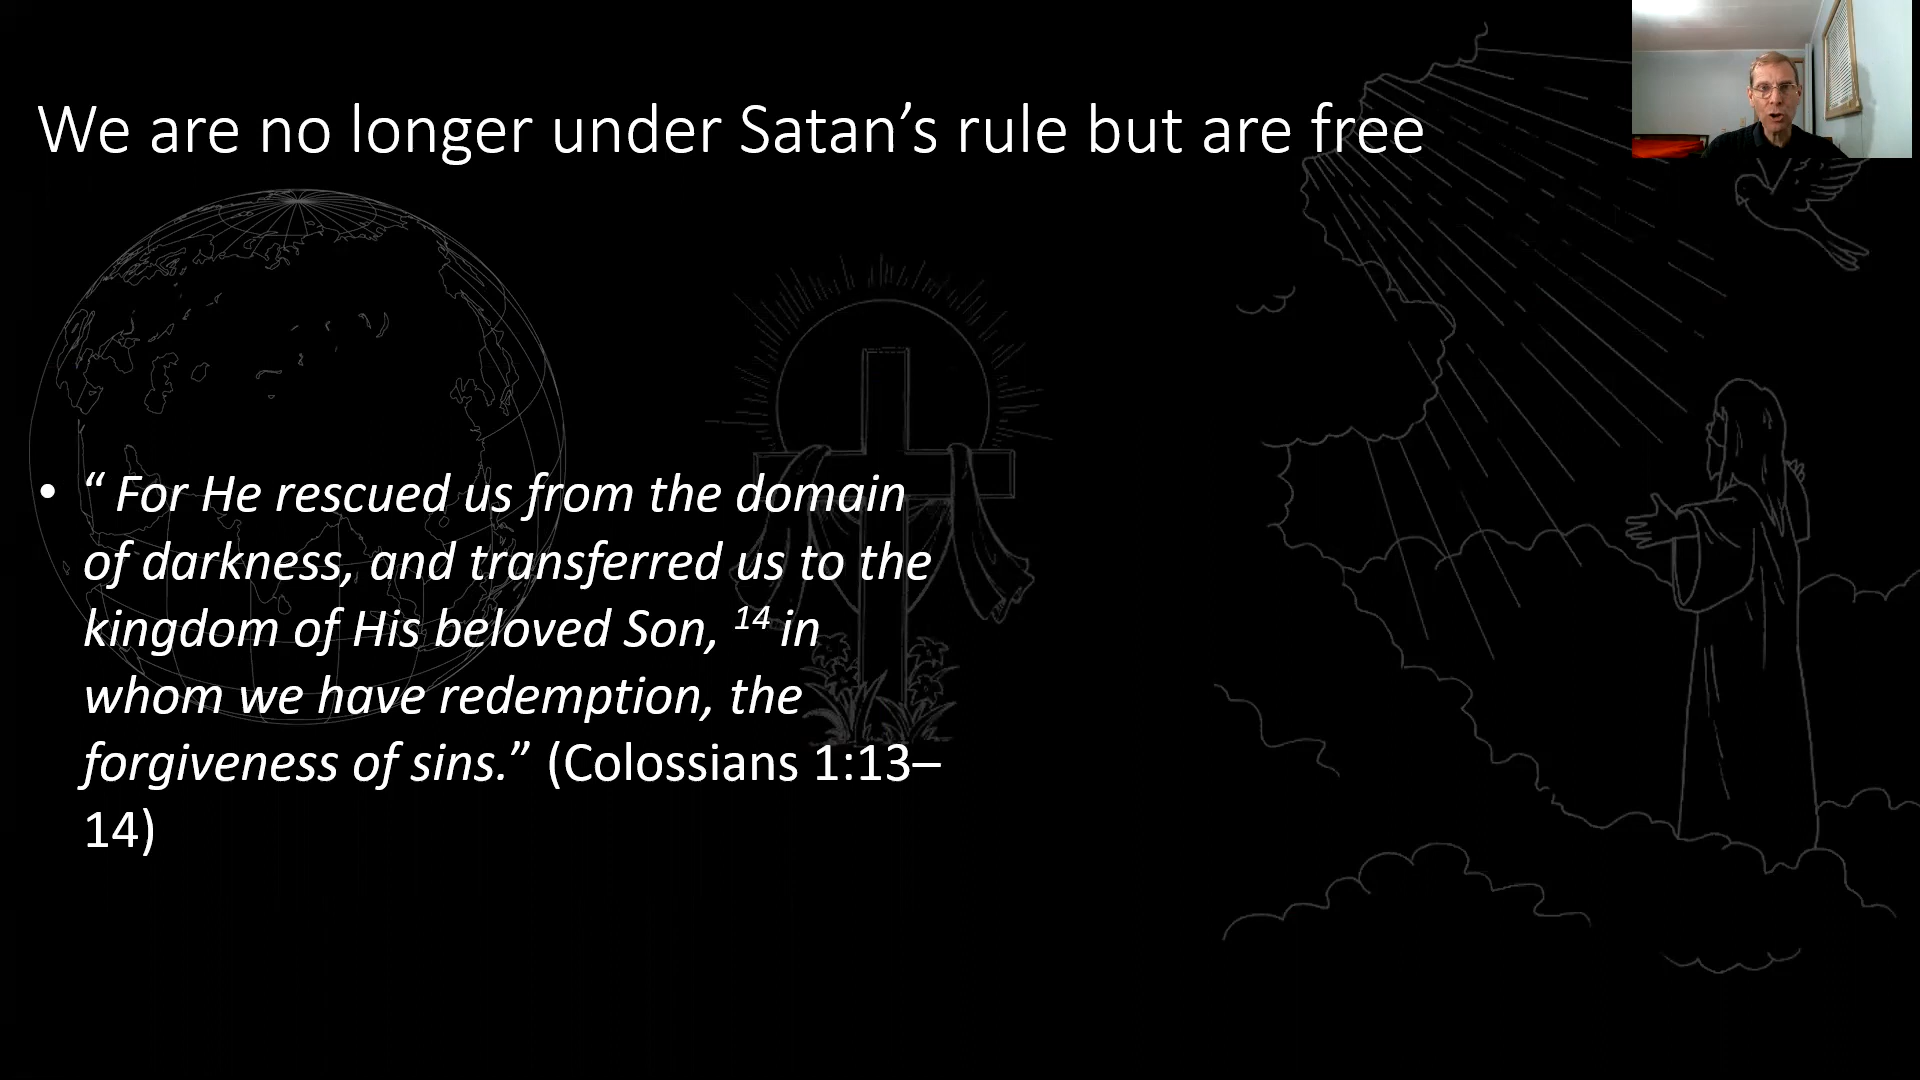 We are no longer under Satan’s rule but are free
• “ For He rescued us from the domain
of darkness, and transferred us to the
kingdom of His beloved Son, 14 in
whom we have redemption, the
forgiveness of sins.” (Colossians 1:13–
14)